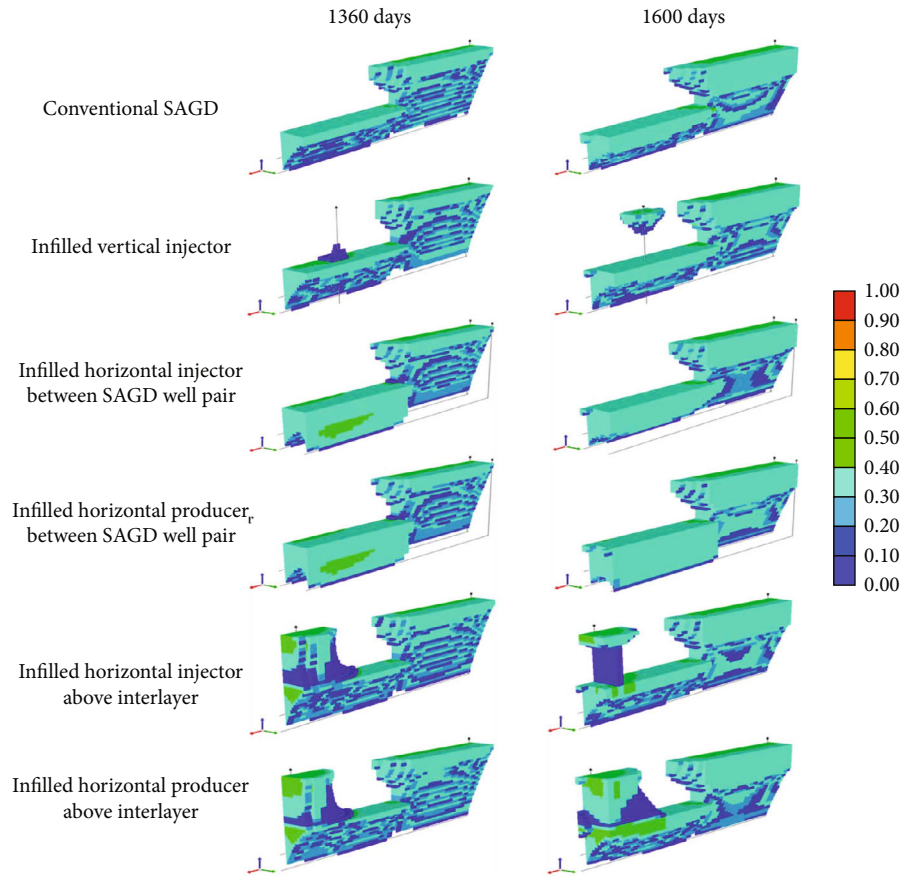 1360 days
1600 days
Conventional SAGD
Infilled vertical injector
Infilled horizontal injector
between SAGD well pair
Infilled horizontal producer
between SAGD well pair
Infilled horizontal injector
above interlayer
Infilled horizontal producer
above interlayer
1.00
0.90
0.80
0.70
0.60
0.50
0.40
0.30
0.20
0.10
0.00